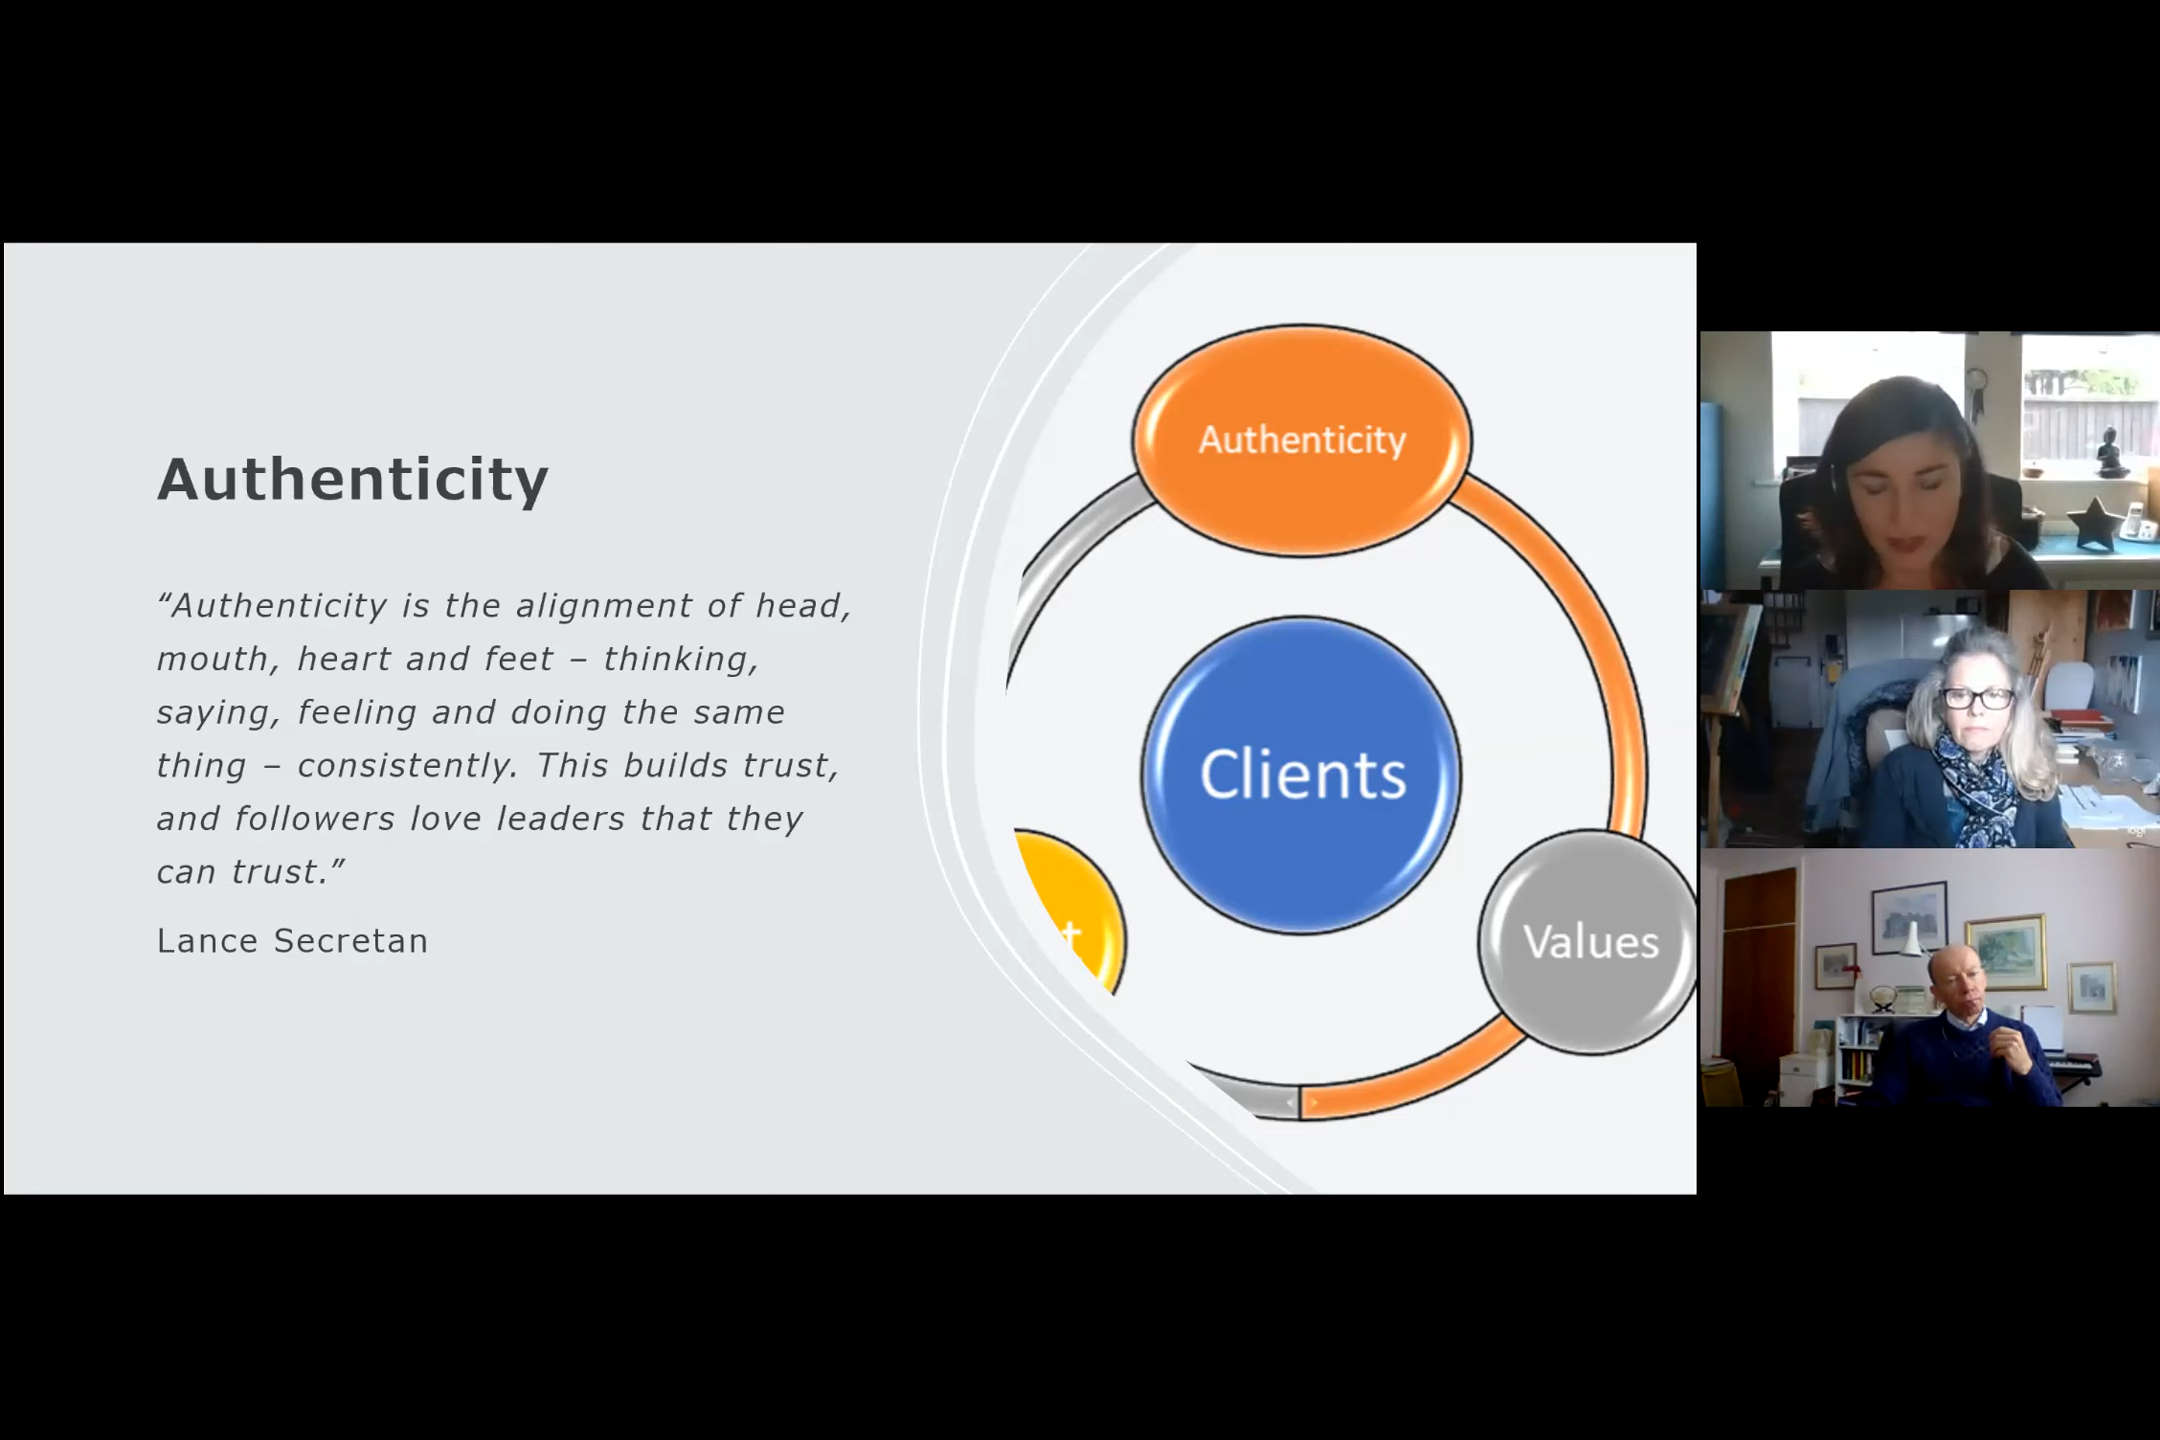 Authenticity
“Authenticity is the alignment of head,
mouth, heart and feet – thinking,
saying, feeling and doing the same
thing – consistently. This builds trust,
and followers love leaders that they
can trust.”
Lance Secretan
Authenticity
Clients
Values
logi